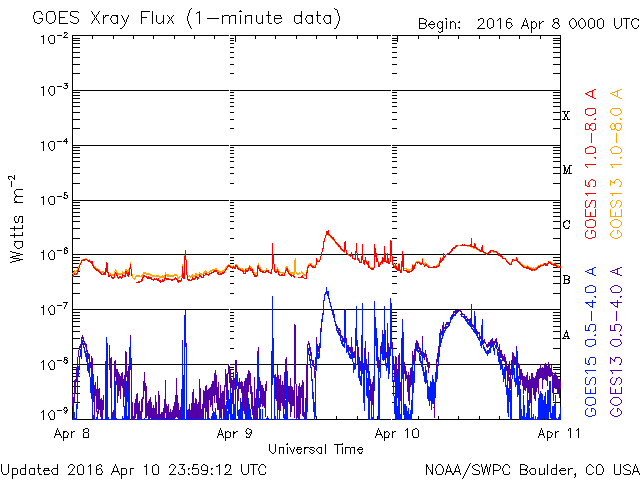 GOES Xray Flux (1-minute data)
Begin: 2016 Apr 8 0000 UTC
10-2
10-3
10-4
10-5
10-6
10-7
10-8
10-9
Watts m-2
X
M
C
B
A
GOES15 1.0-8.0 A
GOES13 1.0-8.0 A
GOES15 0.5-4.0 A
GOES13 0.5-4.0 A
Apr 8
Apr 9
Apr 10
Apr 11
Universal Time
Updated 2016 Apr 10 23:59:12 UTC
NOAA/SWPC Boulder, CO USA